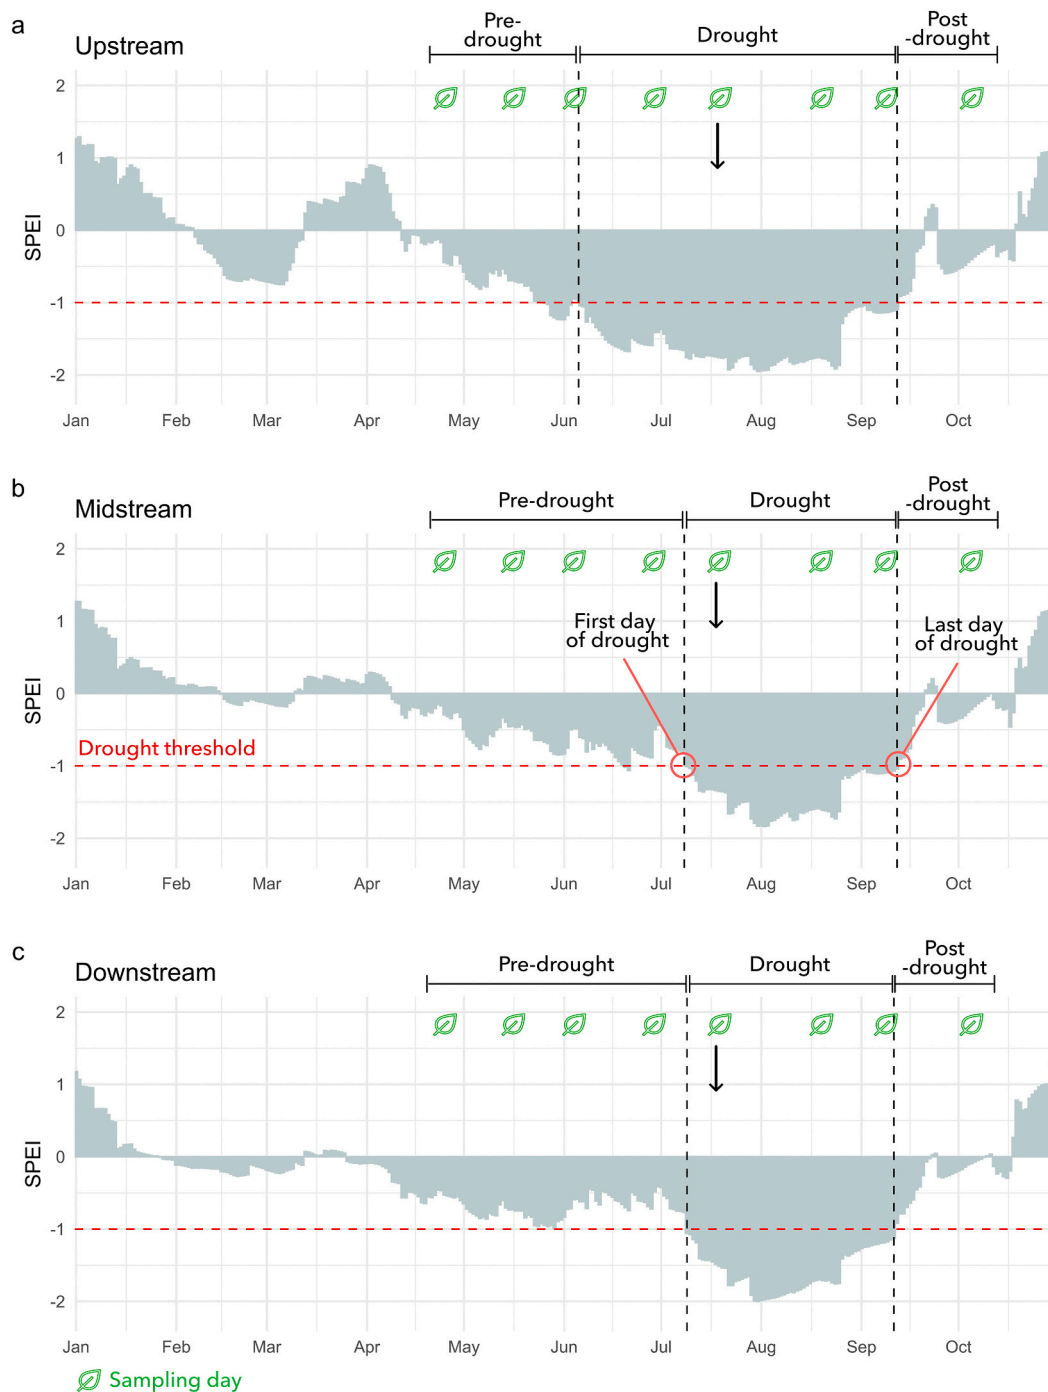 a
Upstream
Pre-
drought
Drought
Post
-drought
2
1
0
-1
-2
SPEI
Jan Feb Mar Apr May Jun Jul Aug Sep Oct
b
Midstream
Pre-drought
Drought
Post
-drought
2
1
0
-1
-2
SPEI
First day
of drought
Last day
of drought
Drought threshold
Jan Feb Mar Apr May Jun Jul Aug Sep Oct
c
Downstream
Pre-drought
Drought
Post
-drought
2
1
0
-1
-2
SPEI
Jan Feb Mar Apr May Jun Jul Aug Sep Oct
Sampling day